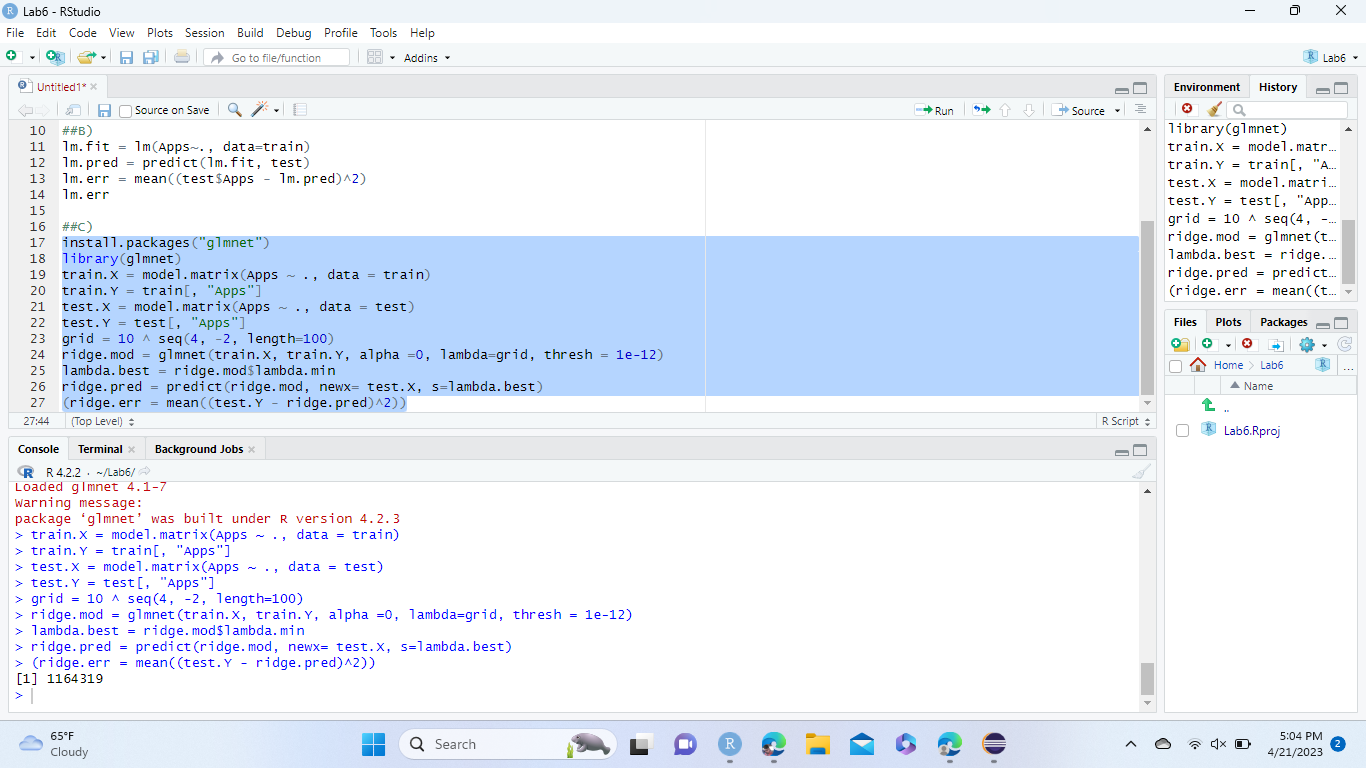 Lab6 - RStudio
File Edit Code View Plots Session Build Debug Profile Tools Help
Go to file/function Addins Lab6
Untitled1*
Source on Save Run Source
10 ##B)
11 lm.fit = lm(Apps~., data=train)
12 lm.pred = predict(lm.fit, test)
13 lm.err = mean((test$Apps - lm.pred)^2)
14 lm.err
15
16 ##C)
17 install.packages("glmnet")
18 library(glmnet)
19 train.X = model.matrix(Apps ~ ., data = train)
20 train.Y = train[, "Apps"]
21 test.X = model.matrix(Apps ~ ., data = test)
22 test.Y = test[, "Apps"]
23 grid = 10 ^ seq(4, -2, length=100)
24 ridge.mod = glmnet(train.X, train.Y, alpha =0, lambda=grid, thresh = 1e-12)
25 lambda.best = ridge.mod$lambda.min
26 ridge.pred = predict(ridge.mod, newx= test.X, s=lambda.best)
27 (ridge.err = mean((test.Y - ridge.pred)^2))
27:44 (Top Level) R Script
Console Terminal Background Jobs
R 4.2.2 · ~/Lab6/
Loaded glmnet 4.1-7
Warning message:
package ‘glmnet’ was built under R version 4.2.3
> train.X = model.matrix(Apps ~ ., data = train)
> train.Y = train[, "Apps"]
> test.X = model.matrix(Apps ~ ., data = test)
> test.Y = test[, "Apps"]
> grid = 10 ^ seq(4, -2, length=100)
> ridge.mod = glmnet(train.X, train.Y, alpha =0, lambda=grid, thresh = 1e-12)
> lambda.best = ridge.mod$lambda.min
> ridge.pred = predict(ridge.mod, newx= test.X, s=lambda.best)
> (ridge.err = mean((test.Y - ridge.pred)^2))
[1] 1164319
>
Environment History
library(glmnet)
train.X = model.matr...
train.Y = train[, "A...
test.X = model.matri...
test.Y = test[, "App...
grid = 10 ^ seq(4, -...
ridge.mod = glmnet(t...
lambda.best = ridge....
ridge.pred = predict...
(ridge.err = mean((t...
Files Plots Packages
Home Lab6 ...
Name
..
Lab6.Rproj
65°F
Cloudy
Search
5:04 PM
4/21/2023
2